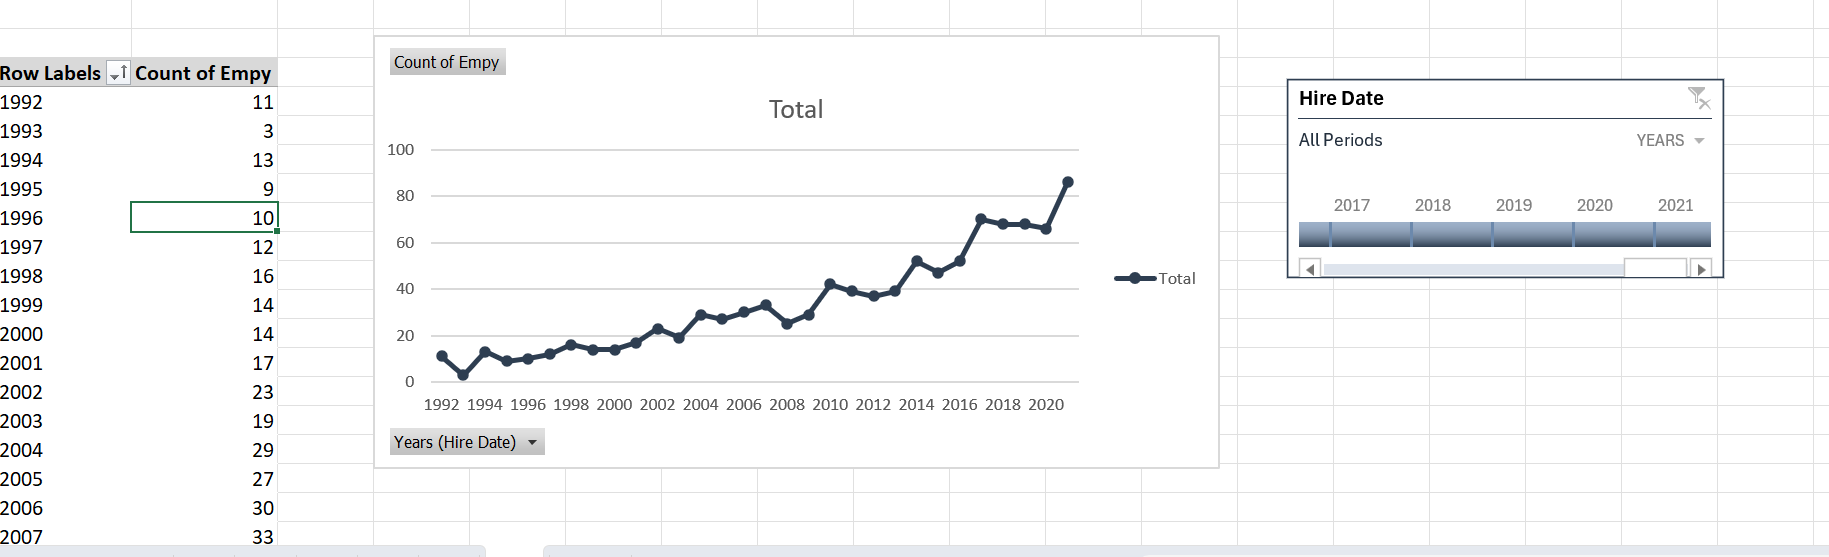 Row Labels Count of Empy
1992 11
1993 3
1994 13
1995 9
1996 10
1997 12
1998 16
1999 14
2000 14
2001 17
2002 23
2003 19
2004 29
2005 27
2006 30
2007 33
Count of Empy
Total
100
80
60
40
20
0
1992 1994 1996 1998 2000 2002 2004 2006 2008 2010 2012 2014 2016 2018 2020
Total
Years (Hire Date)
Hire Date
All Periods YEARS
2017 2018 2019 2020 2021